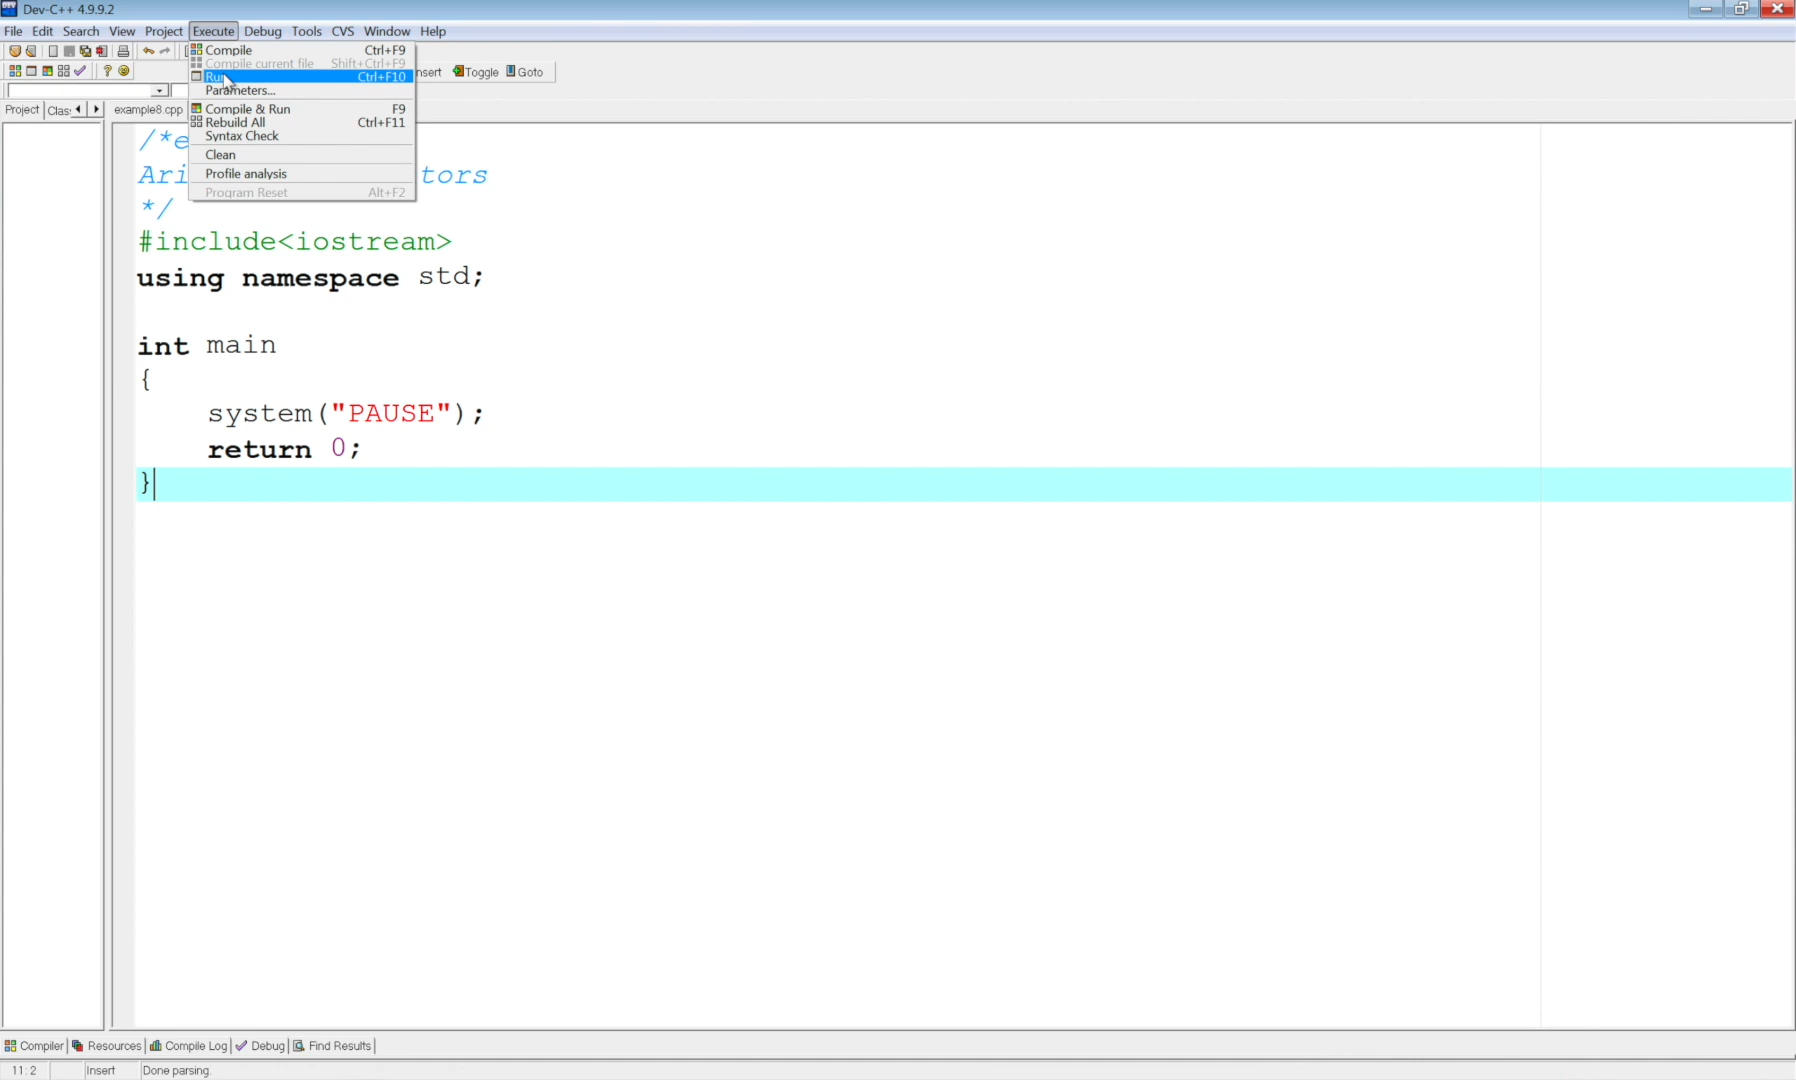 Dev-C++ 4.9.9.2
File Edit Search View Project Execute Debug Tools CVS Window Help
Compile Ctrl+F9
Compile current file Shift+Ctrl+F9
Run Ctrl+F10
Parameters...
Compile & Run F9
Rebuild All Ctrl+F11
Syntax Check
Clean
Profile analysis
Program Reset Alt+F2
nsert Toggle Goto
Project Clas example8.cpp
/*e
Ari tors
*/
#include<iostream>
using namespace std;
int main
{
system("PAUSE");
return 0;
}
Compiler Resources Compile Log Debug Find Results
11: 2 Insert Done parsing.